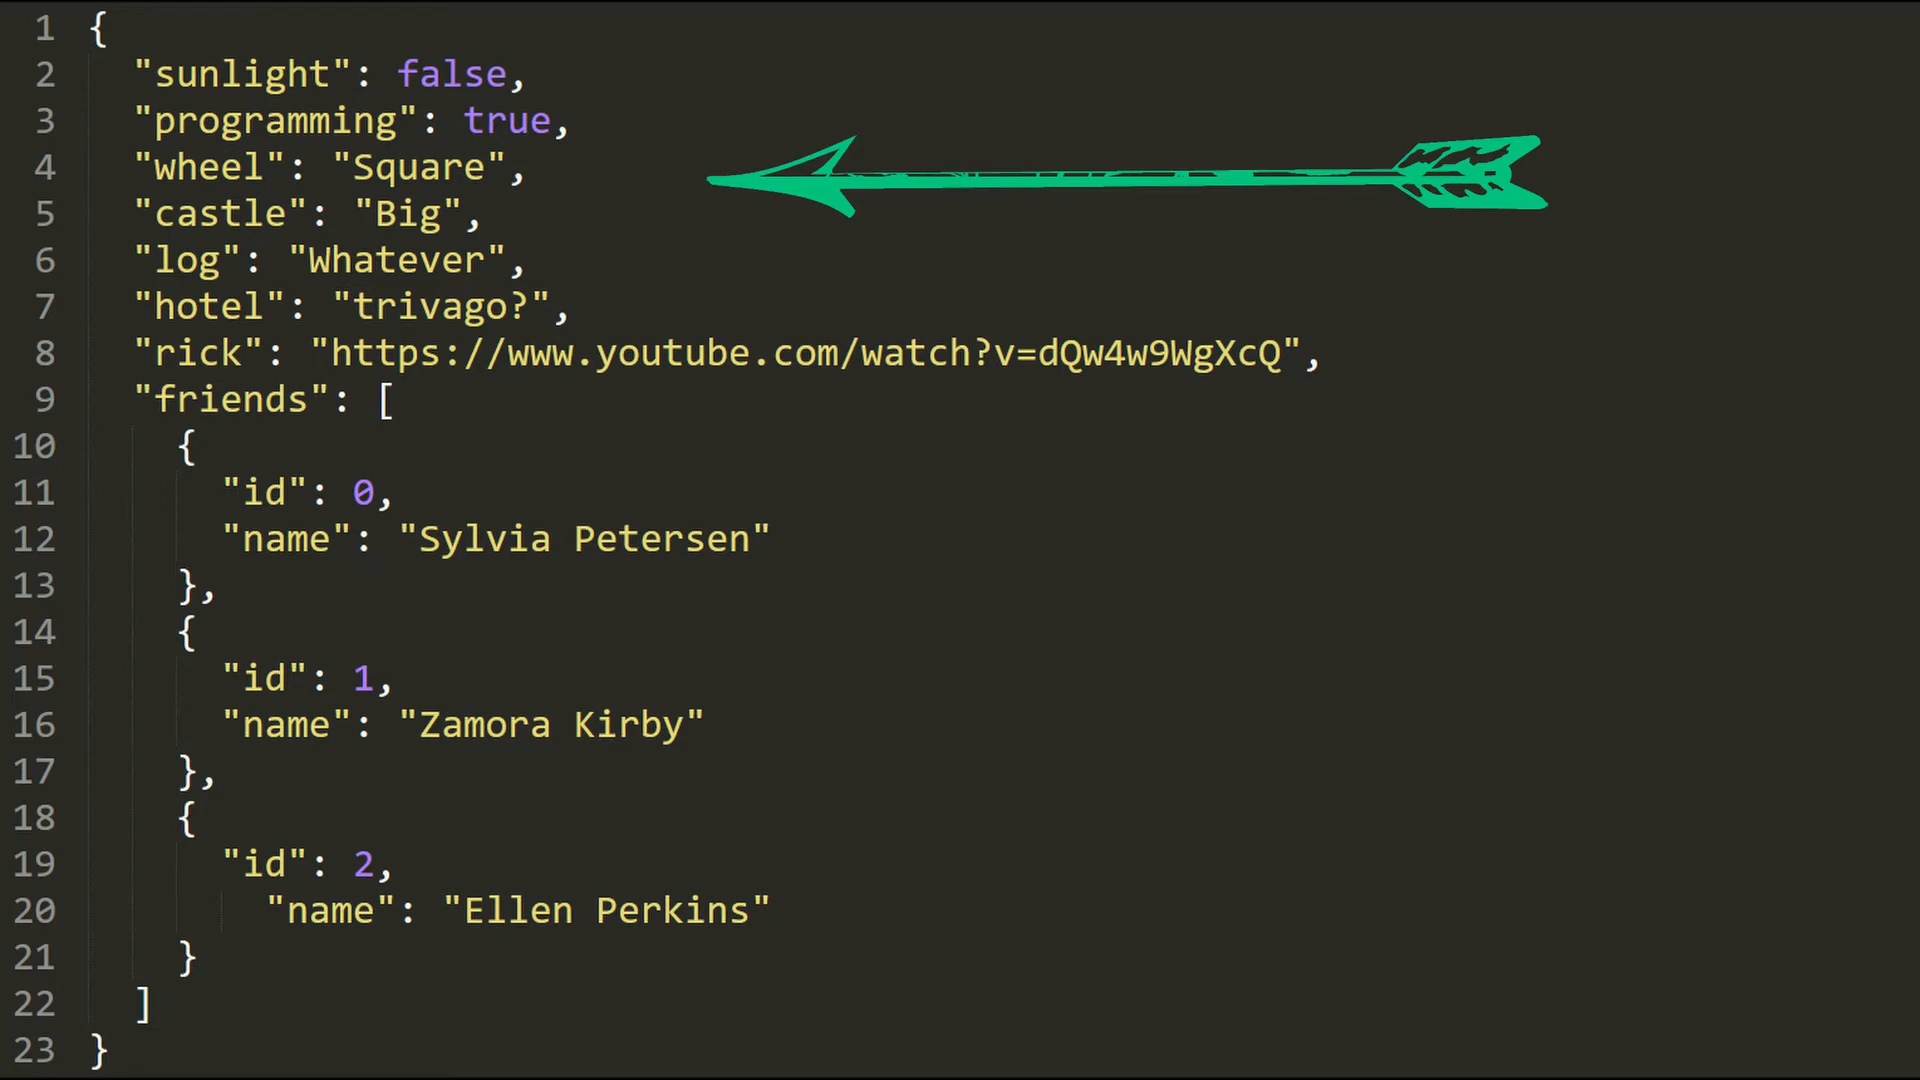 1 {
2 "sunlight": false,
3 "programming": true,
4 "wheel": "Square",
5 "castle": "Big",
6 "log": "Whatever",
7 "hotel": "trivago?",
8 "rick": "https://www.youtube.com/watch?v=dQw4w9WgXcQ",
9 "friends": [
10 {
11 "id": 0,
12 "name": "Sylvia Petersen"
13 },
14 {
15 "id": 1,
16 "name": "Zamora Kirby"
17 },
18 {
19 "id": 2,
20 "name": "Ellen Perkins"
21 }
22 ]
23 }